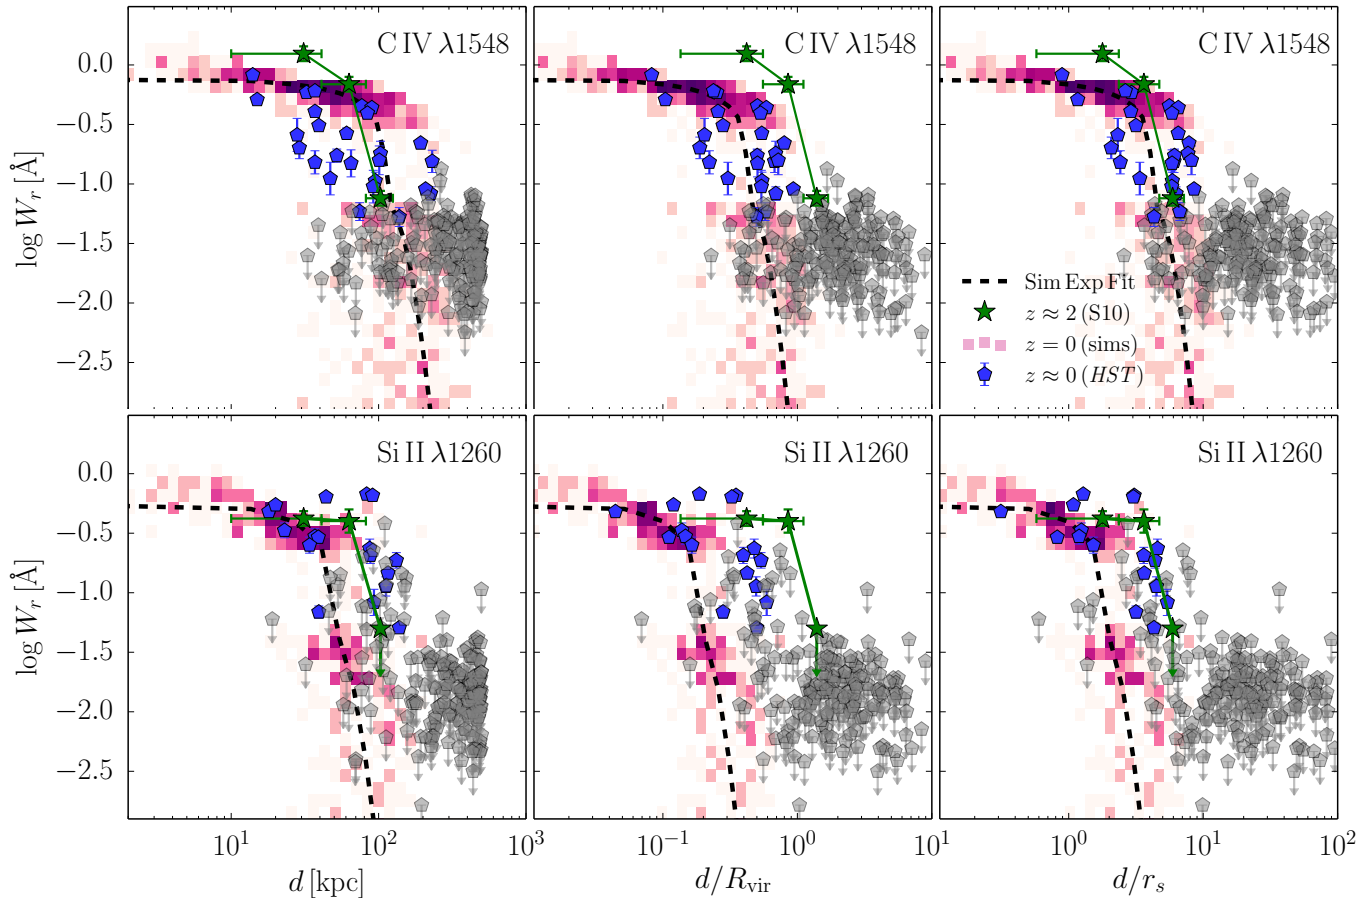 C IV λ1548
C IV λ1548
C IV λ1548
0.0
−0.5
−1.0
−1.5
−2.0
−2.5
log W_r [Å]
Sim Exp Fit
z ≈ 2 (S10)
z = 0 (sims)
z ≈ 0 (HST)
Si II λ1260
Si II λ1260
Si II λ1260
0.0
−0.5
−1.0
−1.5
−2.0
−2.5
log W_r [Å]
10^1
10^2
10^3
10^−1
10^0
10^1
10^0
10^1
10^2
d [kpc]
d/R_vir
d/r_s